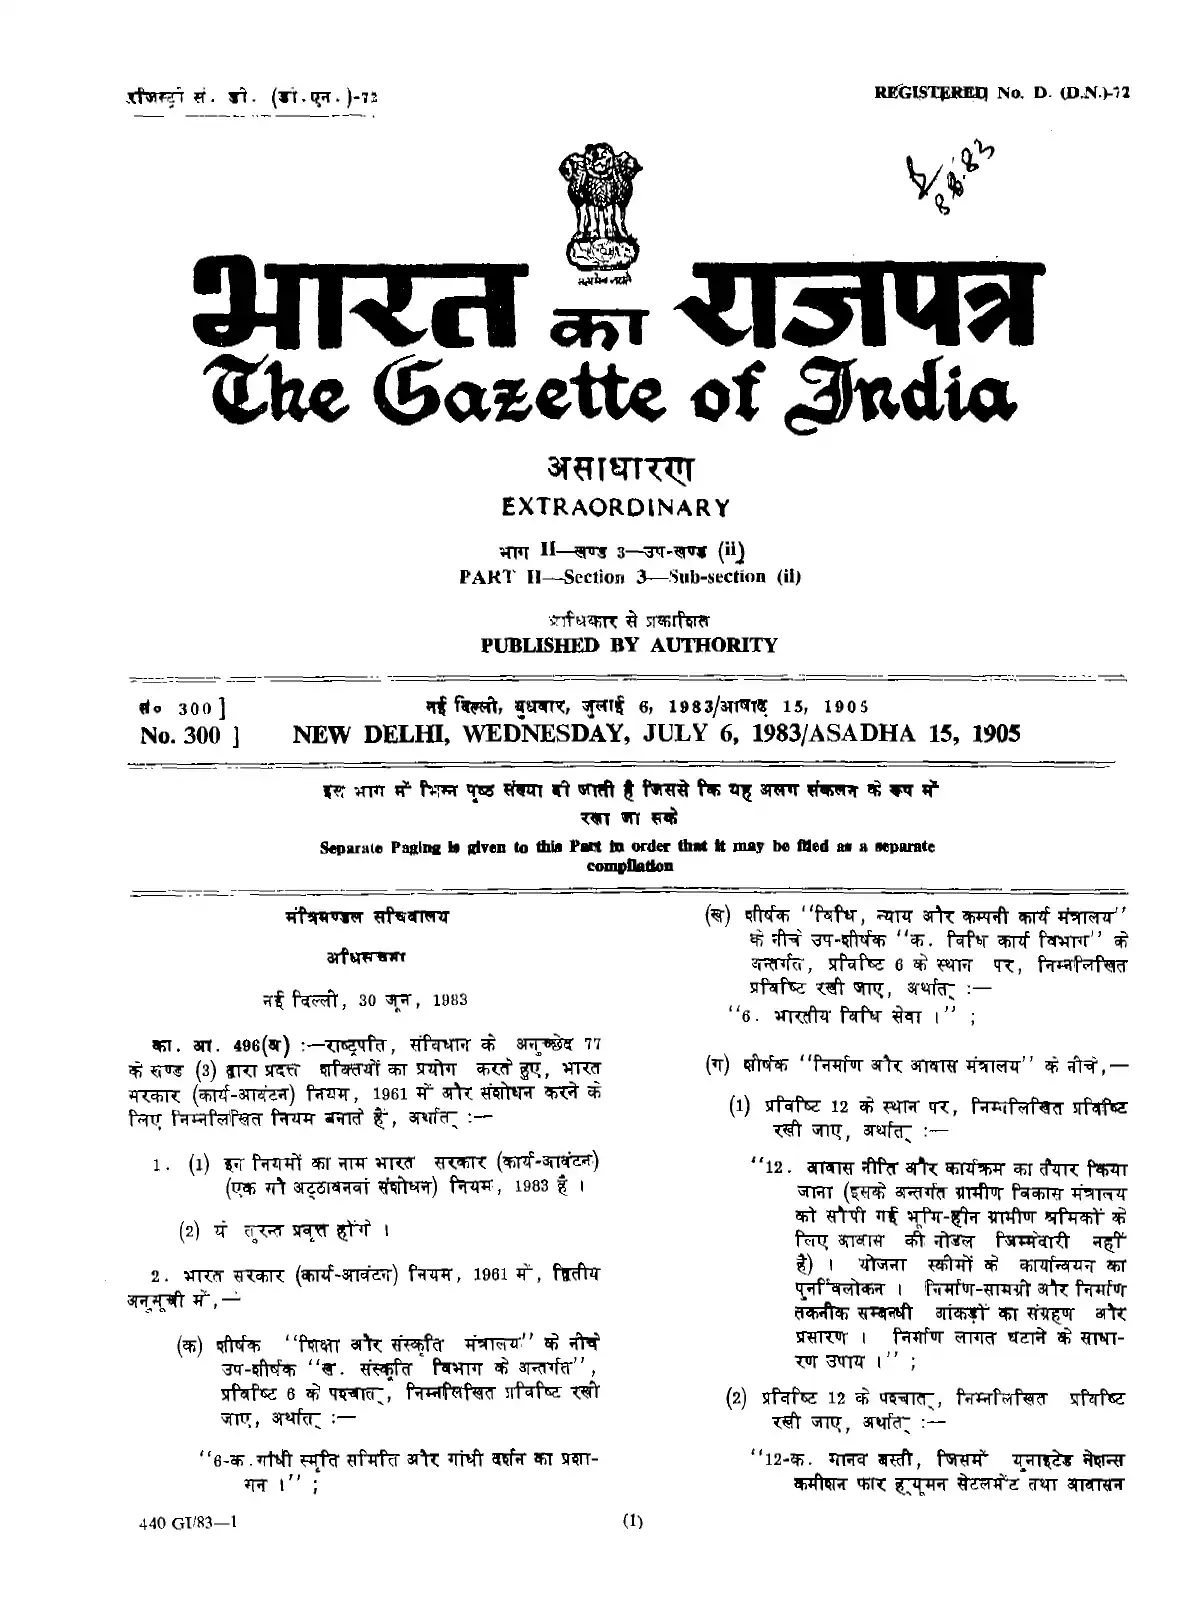 रजिस्ट्री सं. डी. (डी.एन.)-72
REGISTERED No. D. (D.N.)-72
8.8.83
भारत का राजपत्र
The Gazette of India
असाधारण
EXTRAORDINARY
भाग II—खण्ड 3—उप-खण्ड (ii)
PART II—Section 3—Sub-section (ii)
प्राधिकार से प्रकाशित
PUBLISHED BY AUTHORITY
सं० 300]
नई दिल्ली, बुधवार, जुलाई 6, 1983/आषाढ़ 15, 1905
No. 300 ]
NEW DELHI, WEDNESDAY, JULY 6, 1983/ASADHA 15, 1905
इस भाग में भिन्न पृष्ठ संख्या दी जाती है जिससे कि यह अलग संकलन के रूप में
रखा जा सके
Separate Paging is given to this Part in order that it may be filed as a separate
compilation
मंत्रिमण्डल सचिवालय
अधिसूचना
नई दिल्ली, 30 जून, 1983
का. आ. 496(अ) :—राष्ट्रपति, संविधान के अनुच्छेद 77
के खण्ड (3) द्वारा प्रदत्त शक्तियों का प्रयोग करते हुए, भारत
सरकार (कार्य-आवंटन) नियम, 1961 में और संशोधन करने के
लिए निम्नलिखित नियम बनाते हैं, अर्थात् :—
1. (1) इन नियमों का नाम भारत सरकार (कार्य-आवंटन)
(एक सौ अट्ठावनवां संशोधन) नियम, 1983 है ।
(2) ये तुरन्त प्रवृत्त होंगे ।
2. भारत सरकार (कार्य-आवंटन) नियम, 1961 में, द्वितीय
अनुसूची में,—
(क) शीर्षक "शिक्षा और संस्कृति मंत्रालय" के नीचे
उप-शीर्षक "ख. संस्कृति विभाग के अन्तर्गत",
प्रविष्टि 6 के पश्चात्, निम्नलिखित प्रविष्टि रखी
जाए, अर्थात् :—
"6-क. गांधी स्मृति समिति और गांधी दर्शन का प्रशा-
सन ।" ;
(ख) शीर्षक "विधि, न्याय और कम्पनी कार्य मंत्रालय"
के नीचे उप-शीर्षक "क. विधि कार्य विभाग" के
अन्तर्गत, प्रविष्टि 6 के स्थान पर, निम्नलिखित
प्रविष्टि रखी जाए, अर्थात् :—
"6. भारतीय विधि सेवा ।" ;
(ग) शीर्षक "निर्माण और आवास मंत्रालय" के नीचे,—
(1) प्रविष्टि 12 के स्थान पर, निम्नलिखित प्रविष्टि
रखी जाए, अर्थात् :—
"12. आवास नीति और कार्यक्रम का तैयार किया
जाना (इसके अन्तर्गत ग्रामीण विकास मंत्रालय
को सौंपी गई भूमि-हीन ग्रामीण श्रमिकों के
लिए आवास की नोडल जिम्मेवारी नहीं
है) । योजना स्कीमों के कार्यान्वयन का
पुनर्विलोकन । निर्माण-सामग्री और निर्माण
तकनीक सम्बन्धी आंकड़ों का संग्रहण और
प्रसारण । निर्माण लागत घटाने के साधा-
रण उपाय ।" ;
(2) प्रविष्टि 12 के पश्चात्, निम्नलिखित प्रविष्टि
रखी जाए, अर्थात् :—
"12-क. मानव बस्ती, जिसमें युनाइटेड नेशन्स
कमीशन फार ह्यूमन सेटलमेंट तथा आवासन
440 GI/83—1
(1)